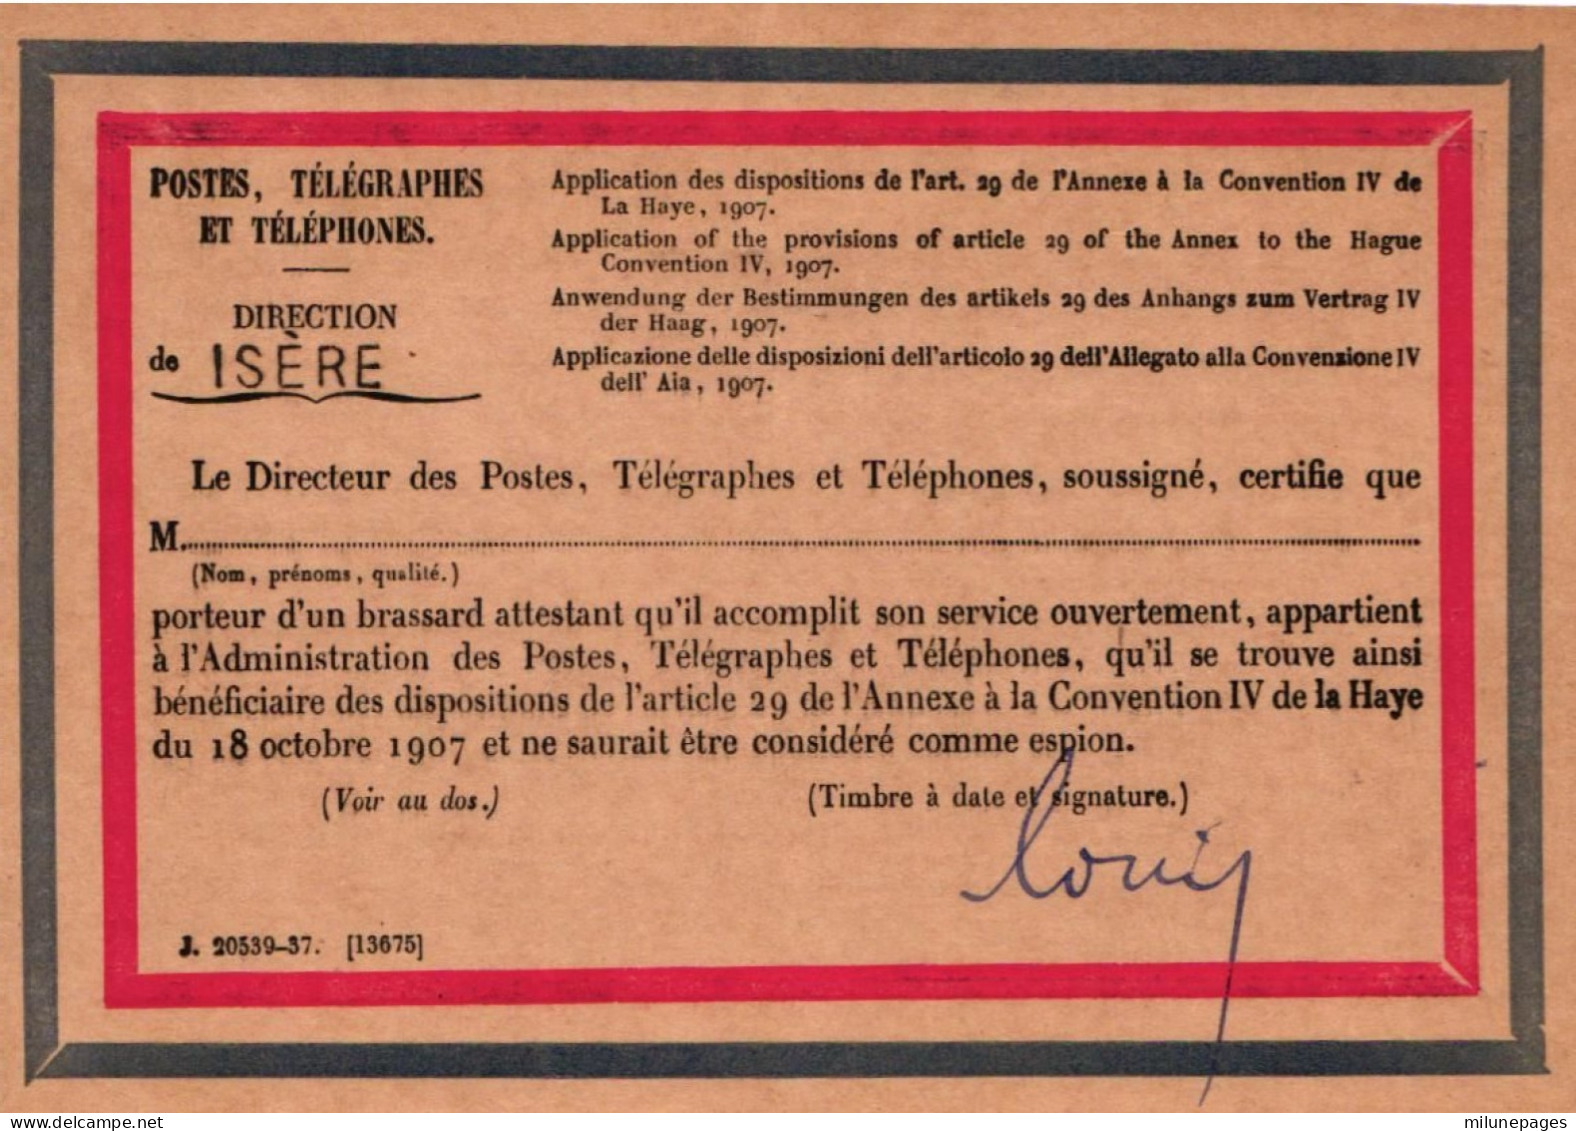 POSTES, TÉLÉGRAPHES
ET TÉLÉPHONES.
DIRECTION
de ISÈRE
Application des dispositions de l'art. 29 de l'Annexe à la Convention IV de
La Haye, 1907.
Application of the provisions of article 29 of the Annex to the Hague
Convention IV, 1907.
Anwendung der Bestimmungen des artikels 29 des Anhangs zum Vertrag IV
der Haag, 1907.
Applicazione delle disposizioni dell'articolo 29 dell'Allegato alla Convenzione IV
dell' Aia, 1907.
Le Directeur des Postes, Télégraphes et Téléphones, soussigné, certifie que
M.
(Nom, prénoms, qualité.)
porteur d'un brassard attestant qu'il accomplit son service ouvertement, appartient
à l'Administration des Postes, Télégraphes et Téléphones, qu'il se trouve ainsi
bénéficiaire des dispositions de l'article 29 de l'Annexe à la Convention IV de la Haye
du 18 octobre 1907 et ne saurait être considéré comme espion.
(Voir au dos.)
(Timbre à date et signature.)
J. 20539-37. [13675]
www.delcampe.net
milunepages